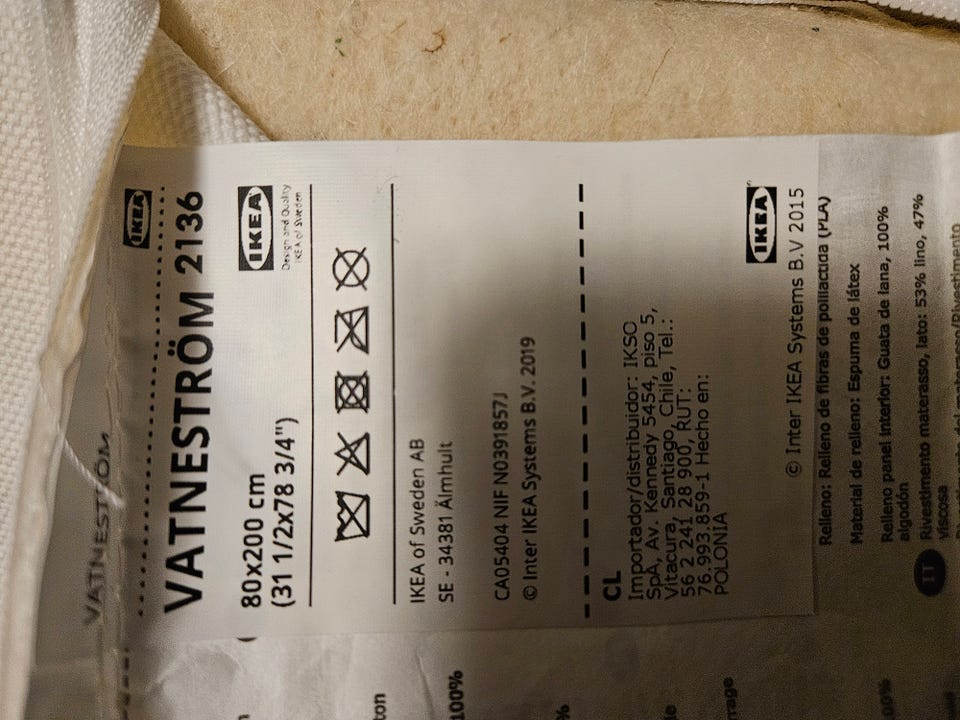 IKEA
VATNESTRÖM 2136
80x200 cm
(31 1/2x78 3/4")
IKEA
Design and Quality
IKEA of Sweden
IKEA of Sweden AB
SE - 34381 Älmhult
CA05404 NIF N0391857J
© Inter IKEA Systems B.V. 2019
CL
Importador/distribuidor: IKSO
SpA, Av. Kennedy 5454, piso 5,
Vitacura, Santiago, Chile, Tel.:
56 2 241 28 900, RUT:
76.993.859-1 Hecho en:
POLONIA
IKEA
© Inter IKEA Systems B.V 2015
VATNESTRÖM
Relleno: Relleno de fibras de poliláctida (PLA)
Material de relleno: Espuma de látex
Relleno panel interior: Guata de lana, 100%
algodón
IT
Rivestimento materasso, lato: 53% lino, 47%
Viscosa
100%